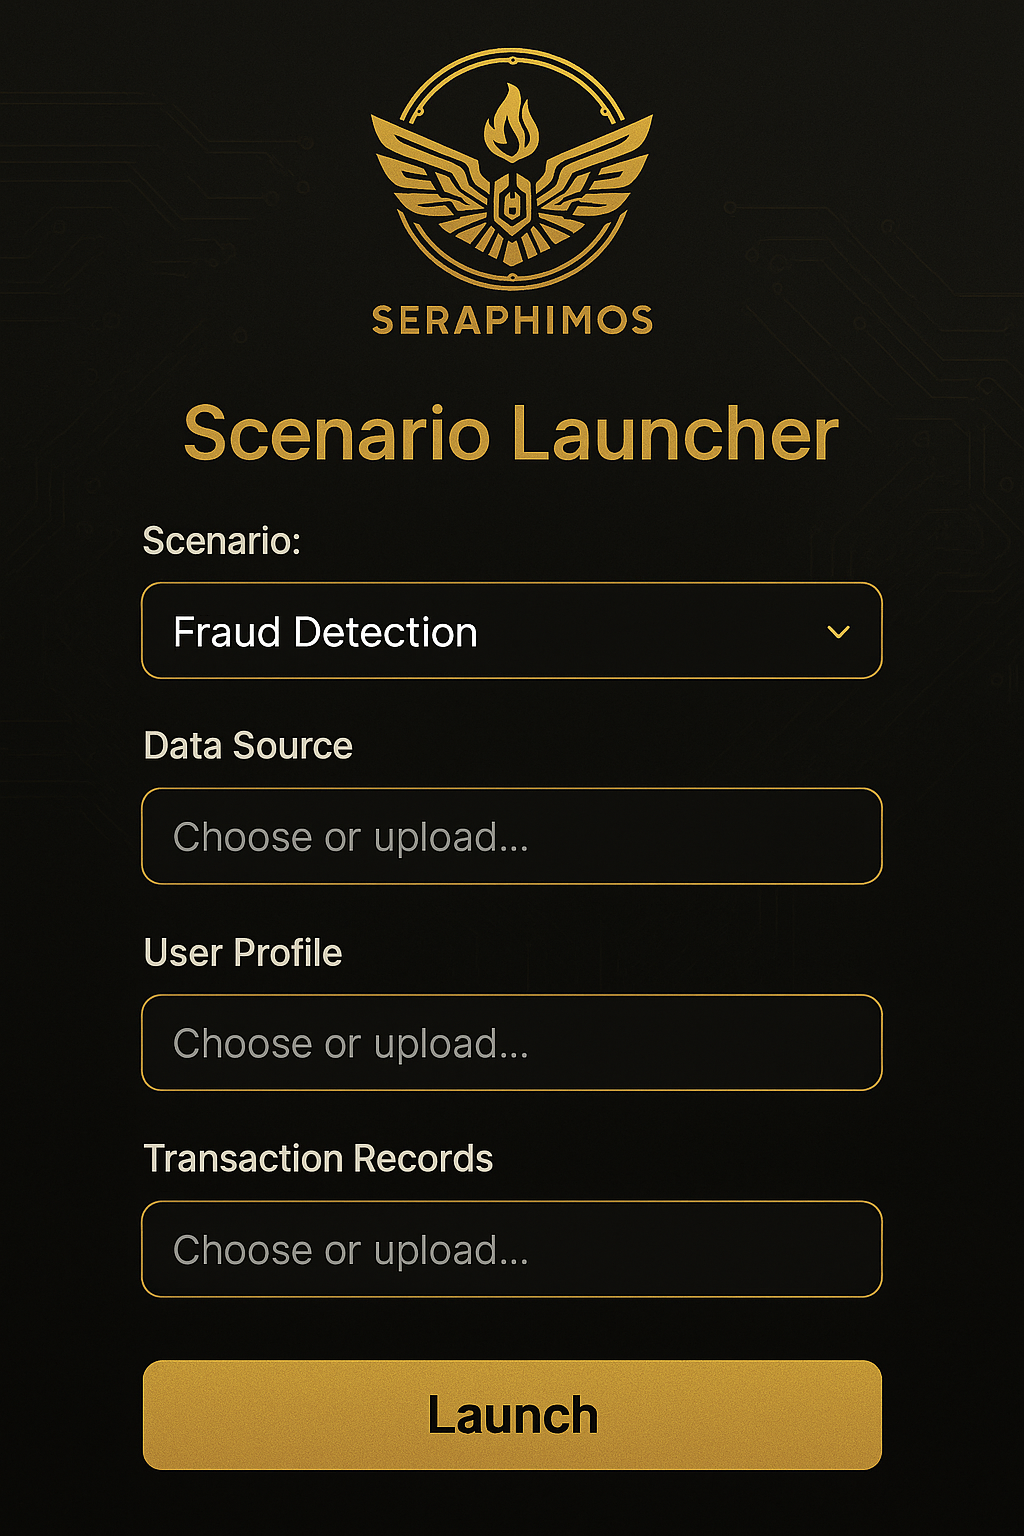 SERAPHIMOS
Scenario Launcher
Scenario:
Fraud Detection
Data Source
Choose or upload...
User Profile
Choose or upload...
Transaction Records
Choose or upload...
Launch